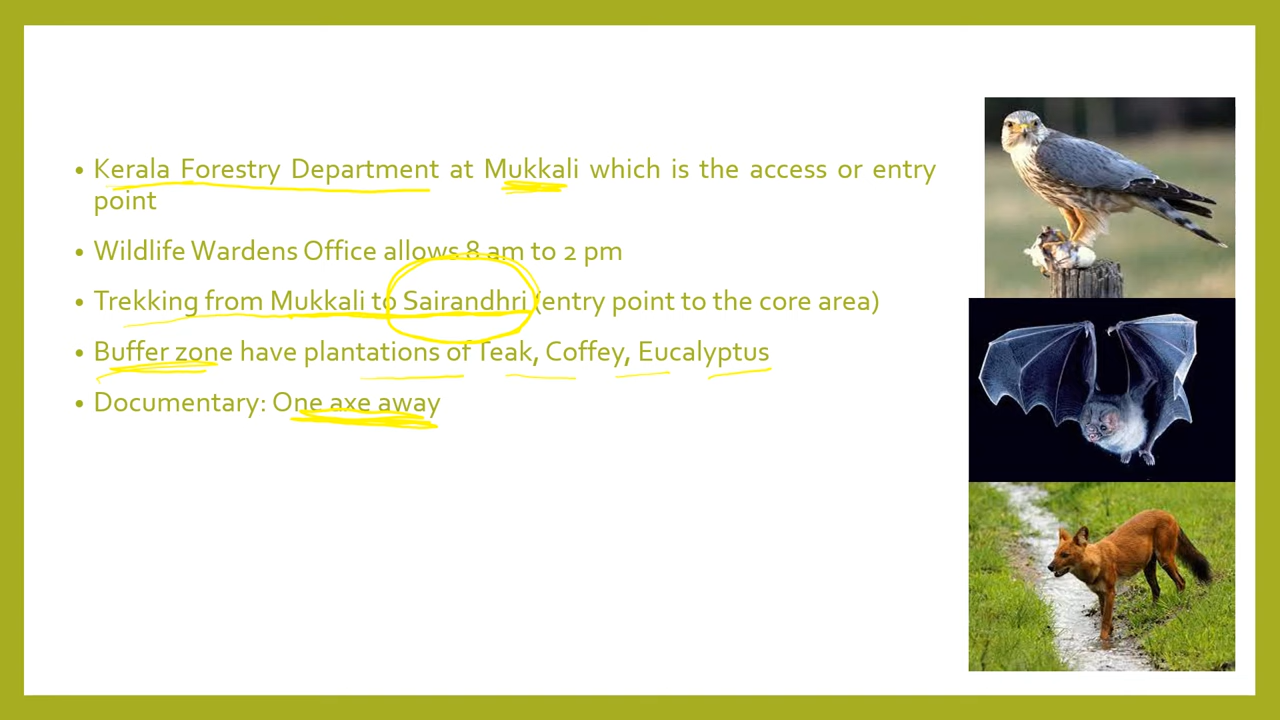 • Kerala Forestry Department at Mukkali which is the access or entry
point
• Wildlife Wardens Office allows 8 am to 2 pm
• Trekking from Mukkali to Sairandhri (entry point to the core area)
• Buffer zone have plantations of Teak, Coffey, Eucalyptus
• Documentary: One axe away